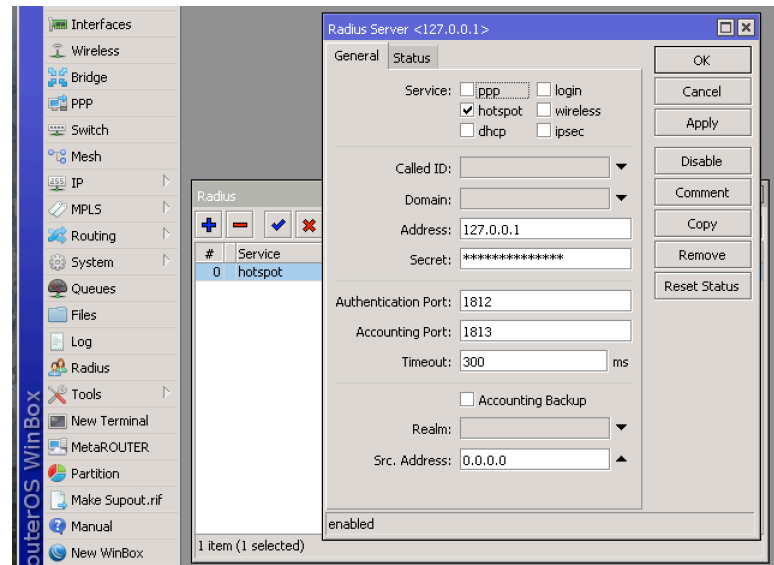 Interfaces
Wireless
Bridge
PPP
Switch
Mesh
IP
MPLS
Routing
System
Queues
Files
Log
Radius
Tools
New Terminal
MetaROUTER
Partition
Make Supout.rif
Manual
New WinBox
uterOS WinBox
Radius
# Service
0 hotspot
1 item (1 selected)
Radius Server <127.0.0.1>
General Status
Service: ppp login
hotspot wireless
dhcp ipsec
Called ID:
Domain:
Address: 127.0.0.1
Secret: **************
Authentication Port: 1812
Accounting Port: 1813
Timeout: 300 ms
Accounting Backup
Realm:
Src. Address: 0.0.0.0
enabled
OK
Cancel
Apply
Disable
Comment
Copy
Remove
Reset Status